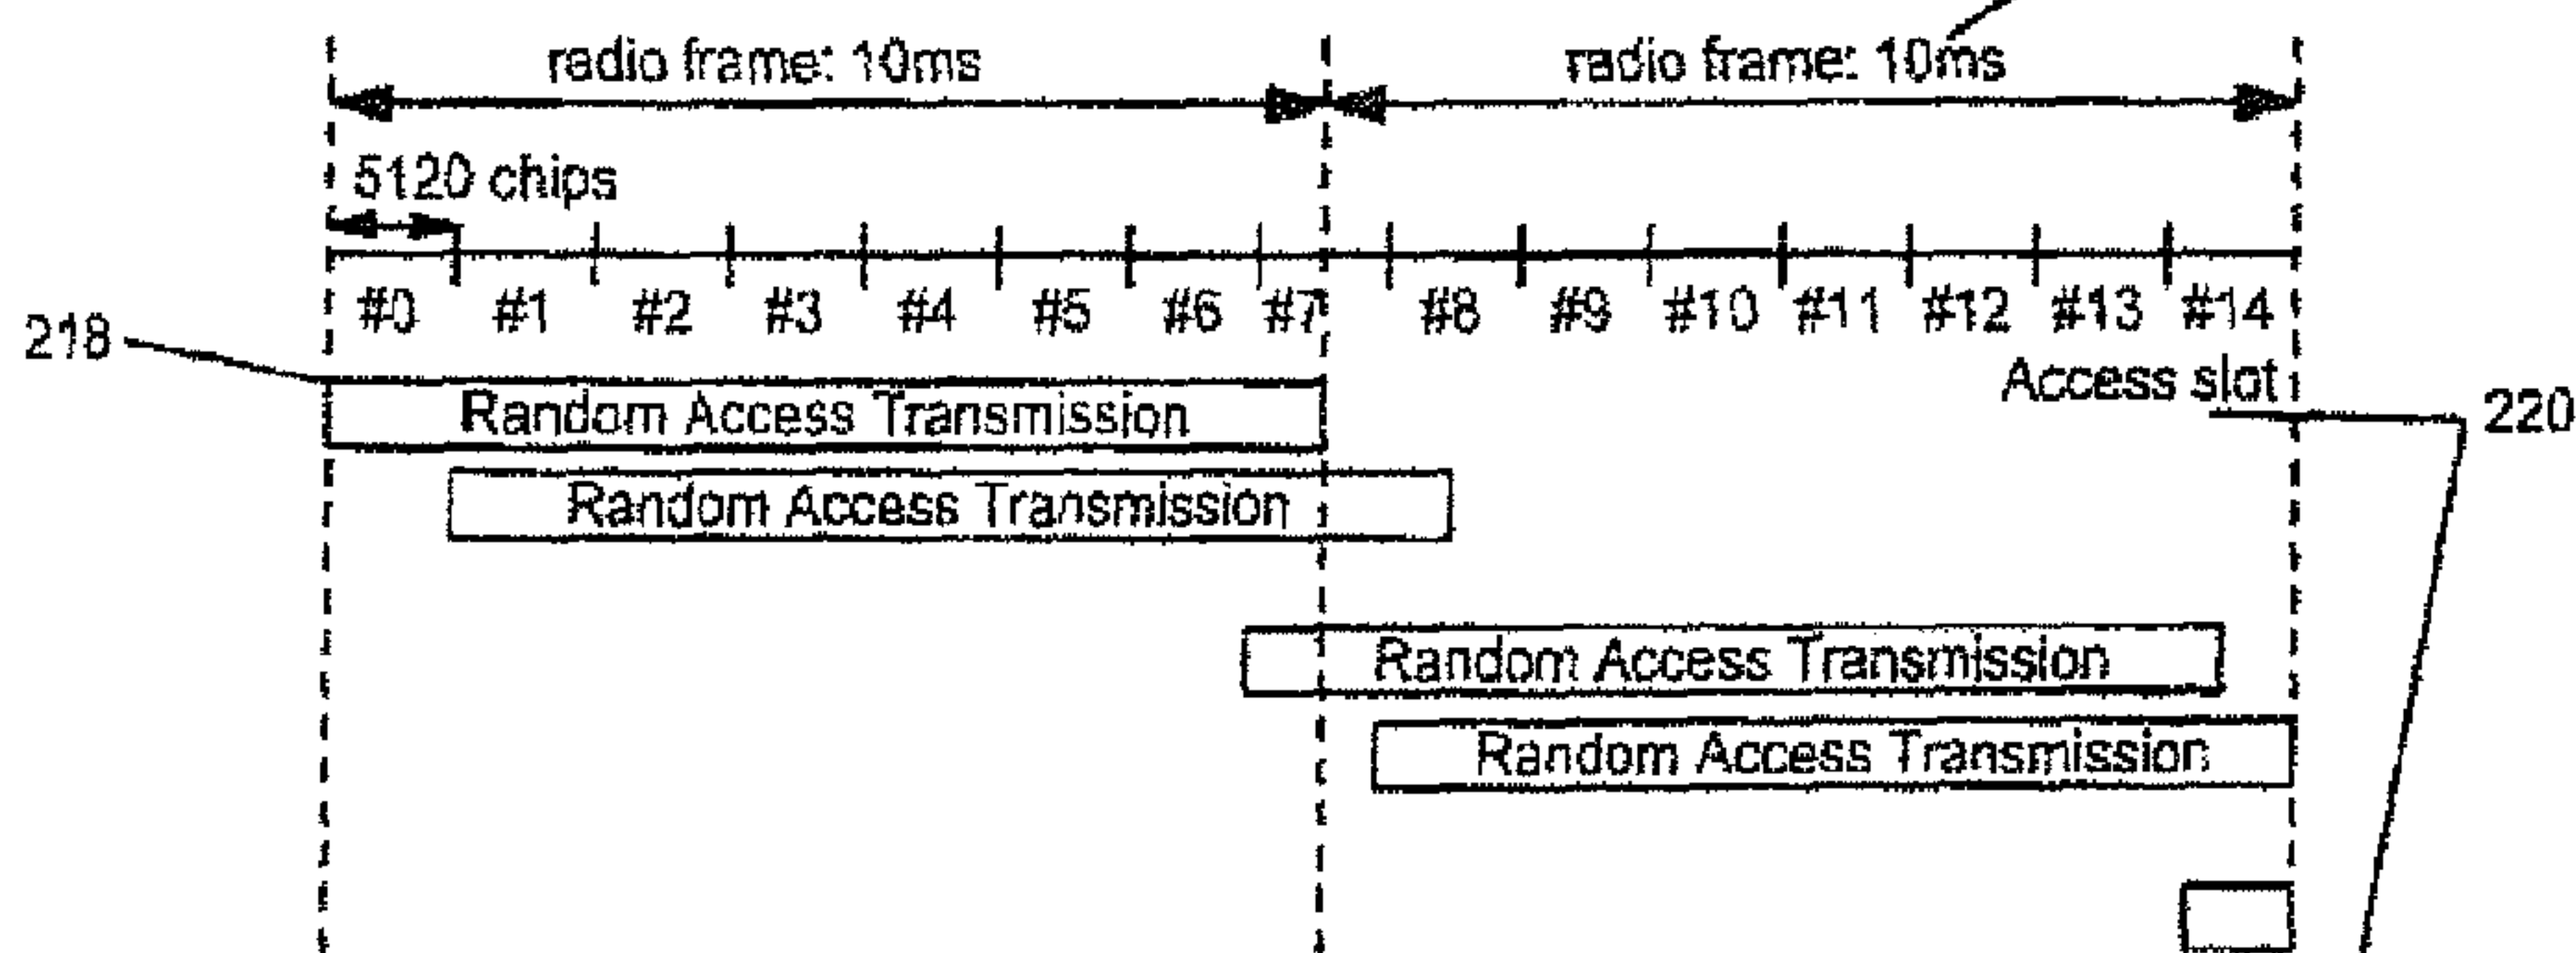 radio frame: 10ms
radio frame: 10ms
5120 chips
#0 #1 #2 #3 #4 #5 #6 #7 #8 #9 #10 #11 #12 #13 #14
218
Access slot
220
Random Access Transmission
Random Access Transmission
Random Access Transmission
Random Access Transmission